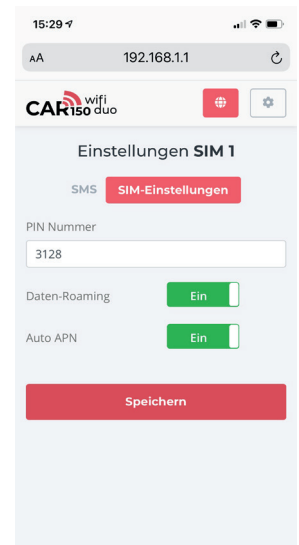 15:29
AA 192.168.1.1
CAR150 wifi duo
Einstellungen SIM 1
SMS SIM-Einstellungen
PIN Nummer
3128
Daten-Roaming Ein
Auto APN Ein
Speichern